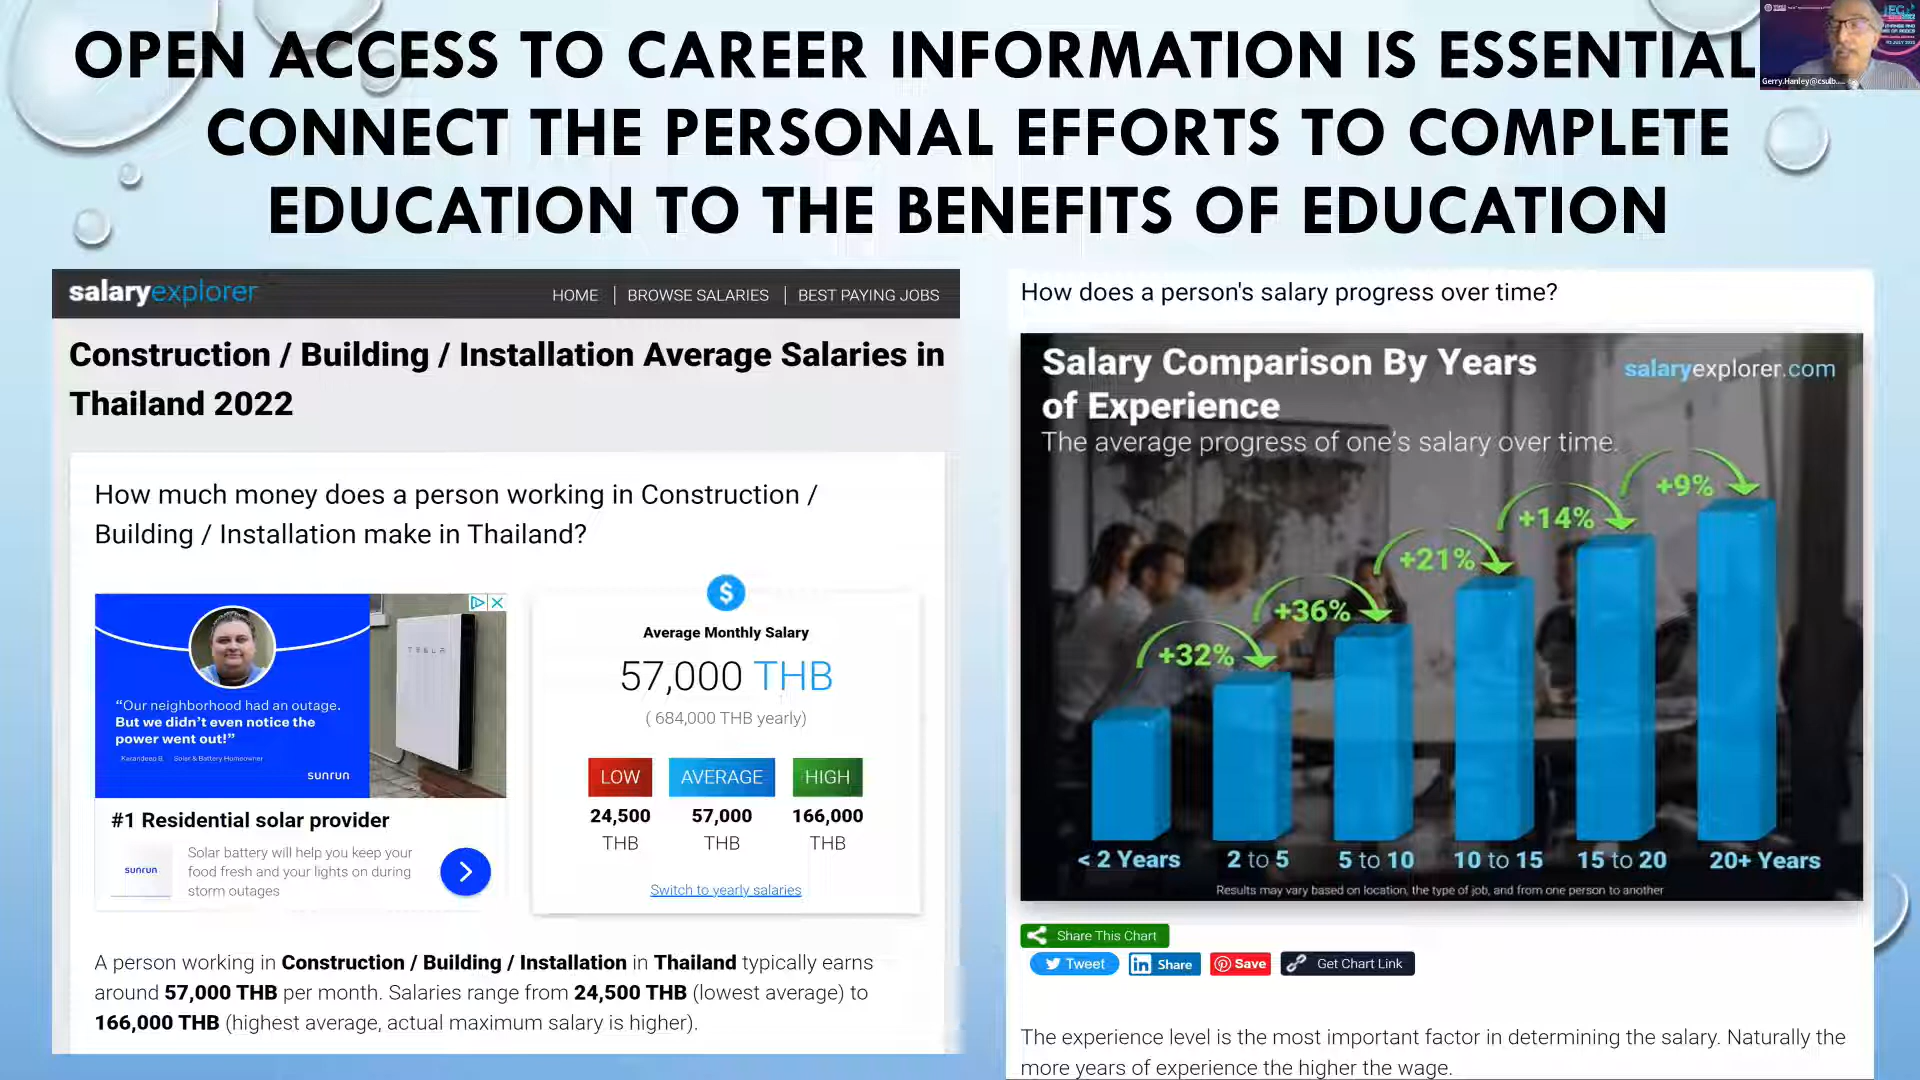 OPEN ACCESS TO CAREER INFORMATION IS ESSENTIAL
CONNECT THE PERSONAL EFFORTS TO COMPLETE
EDUCATION TO THE BENEFITS OF EDUCATION
Gerry.Hanley@csulb...
salaryexplorer
HOME | BROWSE SALARIES | BEST PAYING JOBS
Construction / Building / Installation Average Salaries in
Thailand 2022
How much money does a person working in Construction /
Building / Installation make in Thailand?
"Our neighborhood had an outage.
But we didn't even notice the
power went out!"
Karandeep B. Solar & Battery Homeowner
sunrun
TESLA
#1 Residential solar provider
sunrun
Solar battery will help you keep your
food fresh and your lights on during
storm outages
$
Average Monthly Salary
57,000 THB
( 684,000 THB yearly)
LOW AVERAGE HIGH
24,500 57,000 166,000
THB THB THB
Switch to yearly salaries
A person working in Construction / Building / Installation in Thailand typically earns
around 57,000 THB per month. Salaries range from 24,500 THB (lowest average) to
166,000 THB (highest average, actual maximum salary is higher).
How does a person's salary progress over time?
Salary Comparison By Years
of Experience
salaryexplorer.com
The average progress of one's salary over time.
+32%
+36%
+21%
+14%
+9%
< 2 Years 2 to 5 5 to 10 10 to 15 15 to 20 20+ Years
Results may vary based on location, the type of job, and from one person to another
Share This Chart
Tweet in Share Save Get Chart Link
The experience level is the most important factor in determining the salary. Naturally the
more years of experience the higher the wage.